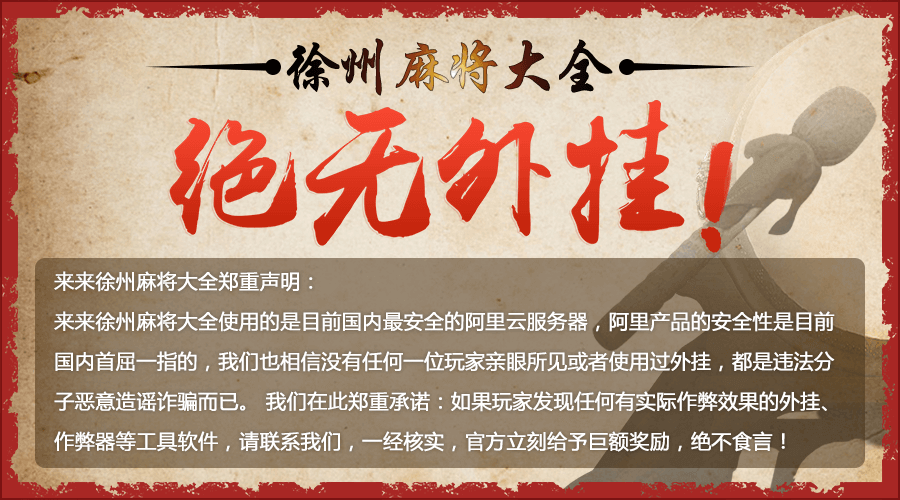 徐州麻将大全
绝无外挂!
来来徐州麻将大全郑重声明：
来来徐州麻将大全使用的是目前国内最安全的阿里云服务器，阿里产品的安全性是目前
国内首屈一指的，我们也相信没有任何一位玩家亲眼所见或者使用过外挂，都是违法分
子恶意造谣诈骗而已。 我们在此郑重承诺：如果玩家发现任何有实际作弊效果的外挂、
作弊器等工具软件，请联系我们，一经核实，官方立刻给予巨额奖励，绝不食言！